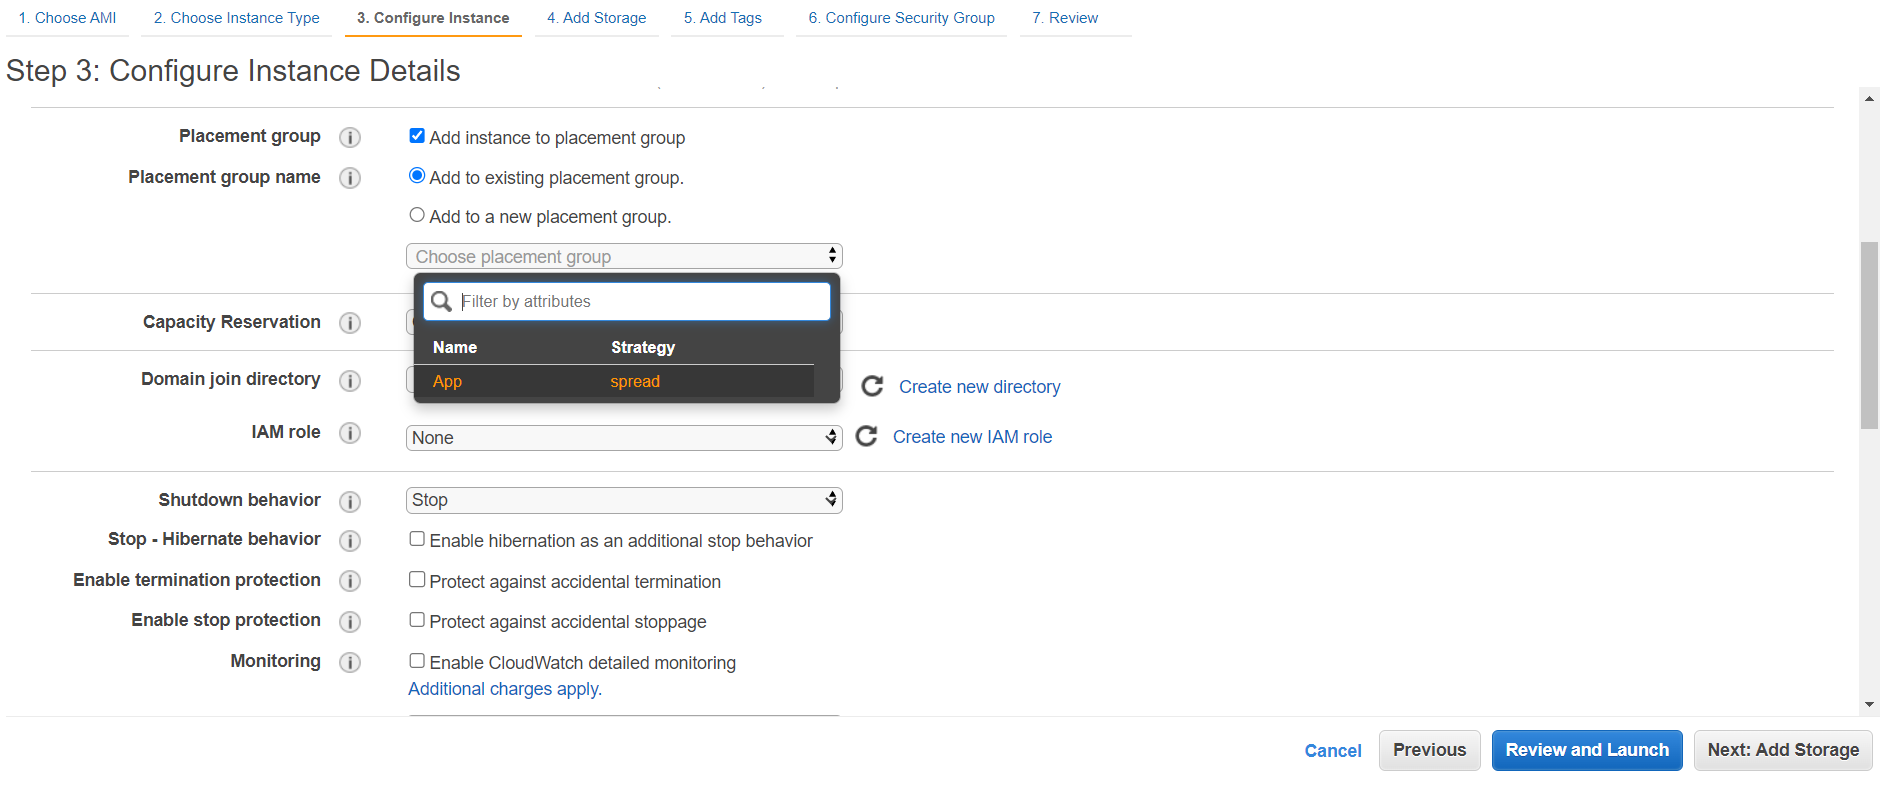 1. Choose AMI
2. Choose Instance Type
3. Configure Instance
4. Add Storage
5. Add Tags
6. Configure Security Group
7. Review
Step 3: Configure Instance Details
Placement group
Add instance to placement group
Placement group name
Add to existing placement group.
Add to a new placement group.
Choose placement group
Filter by attributes
Name Strategy
App spread
Capacity Reservation
Domain join directory
Create new directory
IAM role
None
Create new IAM role
Shutdown behavior
Stop
Stop - Hibernate behavior
Enable hibernation as an additional stop behavior
Enable termination protection
Protect against accidental termination
Enable stop protection
Protect against accidental stoppage
Monitoring
Enable CloudWatch detailed monitoring
Additional charges apply.
Cancel
Previous
Review and Launch
Next: Add Storage